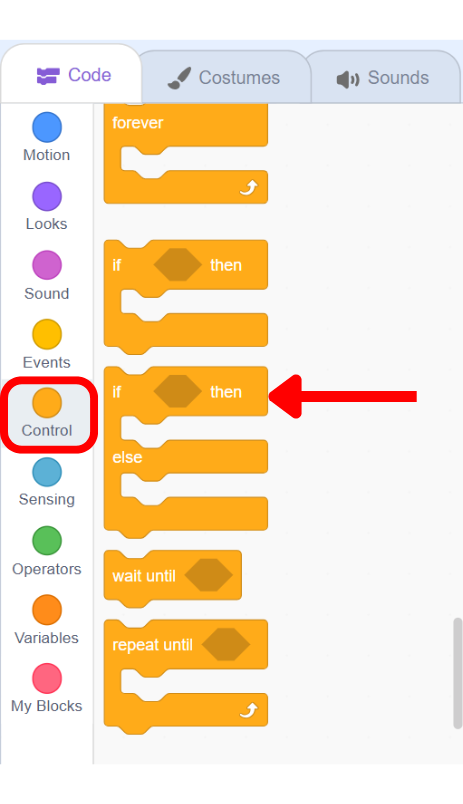 Code Costumes Sounds
Motion
Looks
Sound
Events
Control
Sensing
Operators
Variables
My Blocks
forever
if then
if then
else
wait until
repeat until